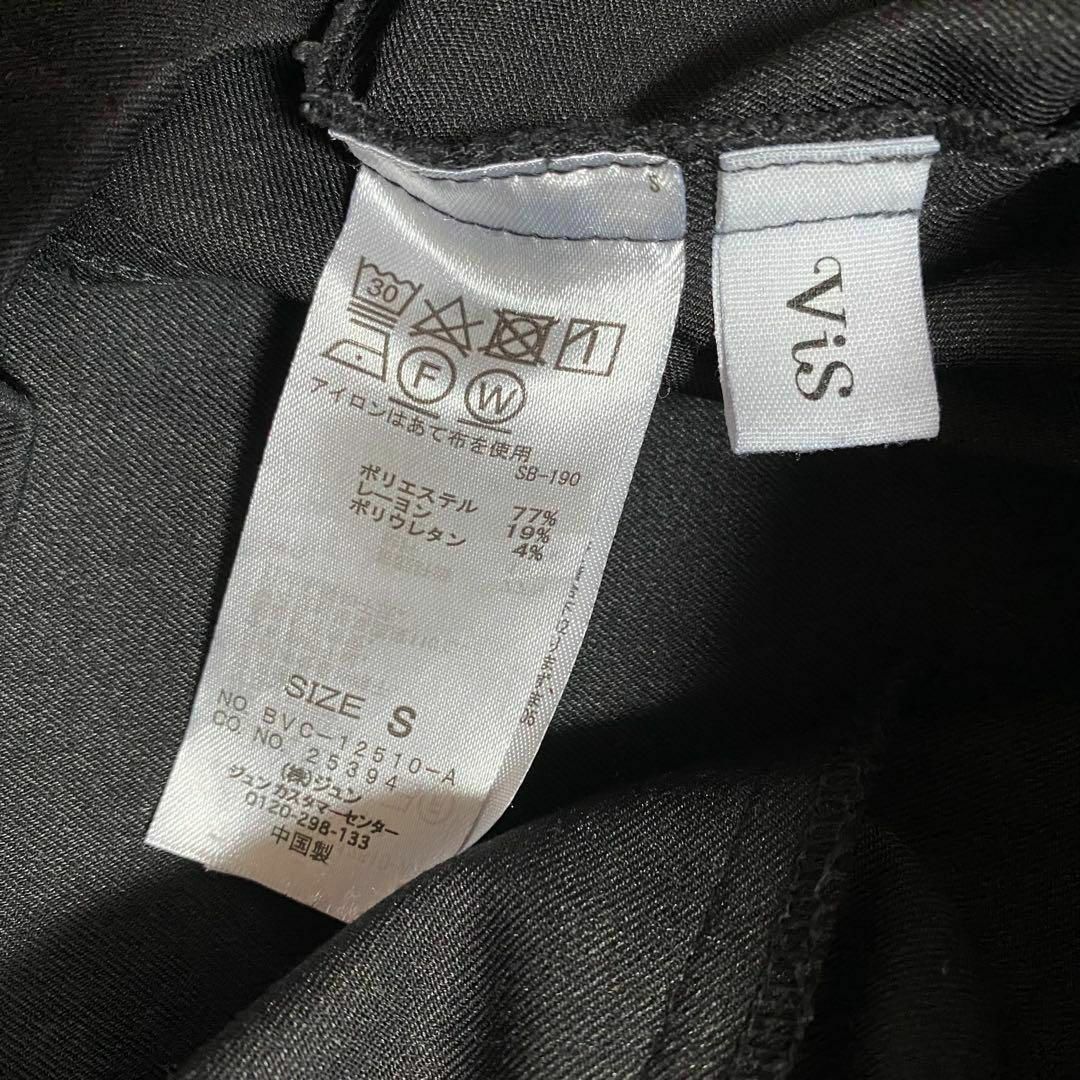 S
30
F W
アイロンはあて布を使用
SB-190
ポリエステル 77%
レーヨン 19%
ポリウレタン 4%
SIZE S
NO. BVC-12510-A
CO. NO. 25394
(株)ジュン
ジュンカスタマーセンター
0120-298-133
中国製
ViS